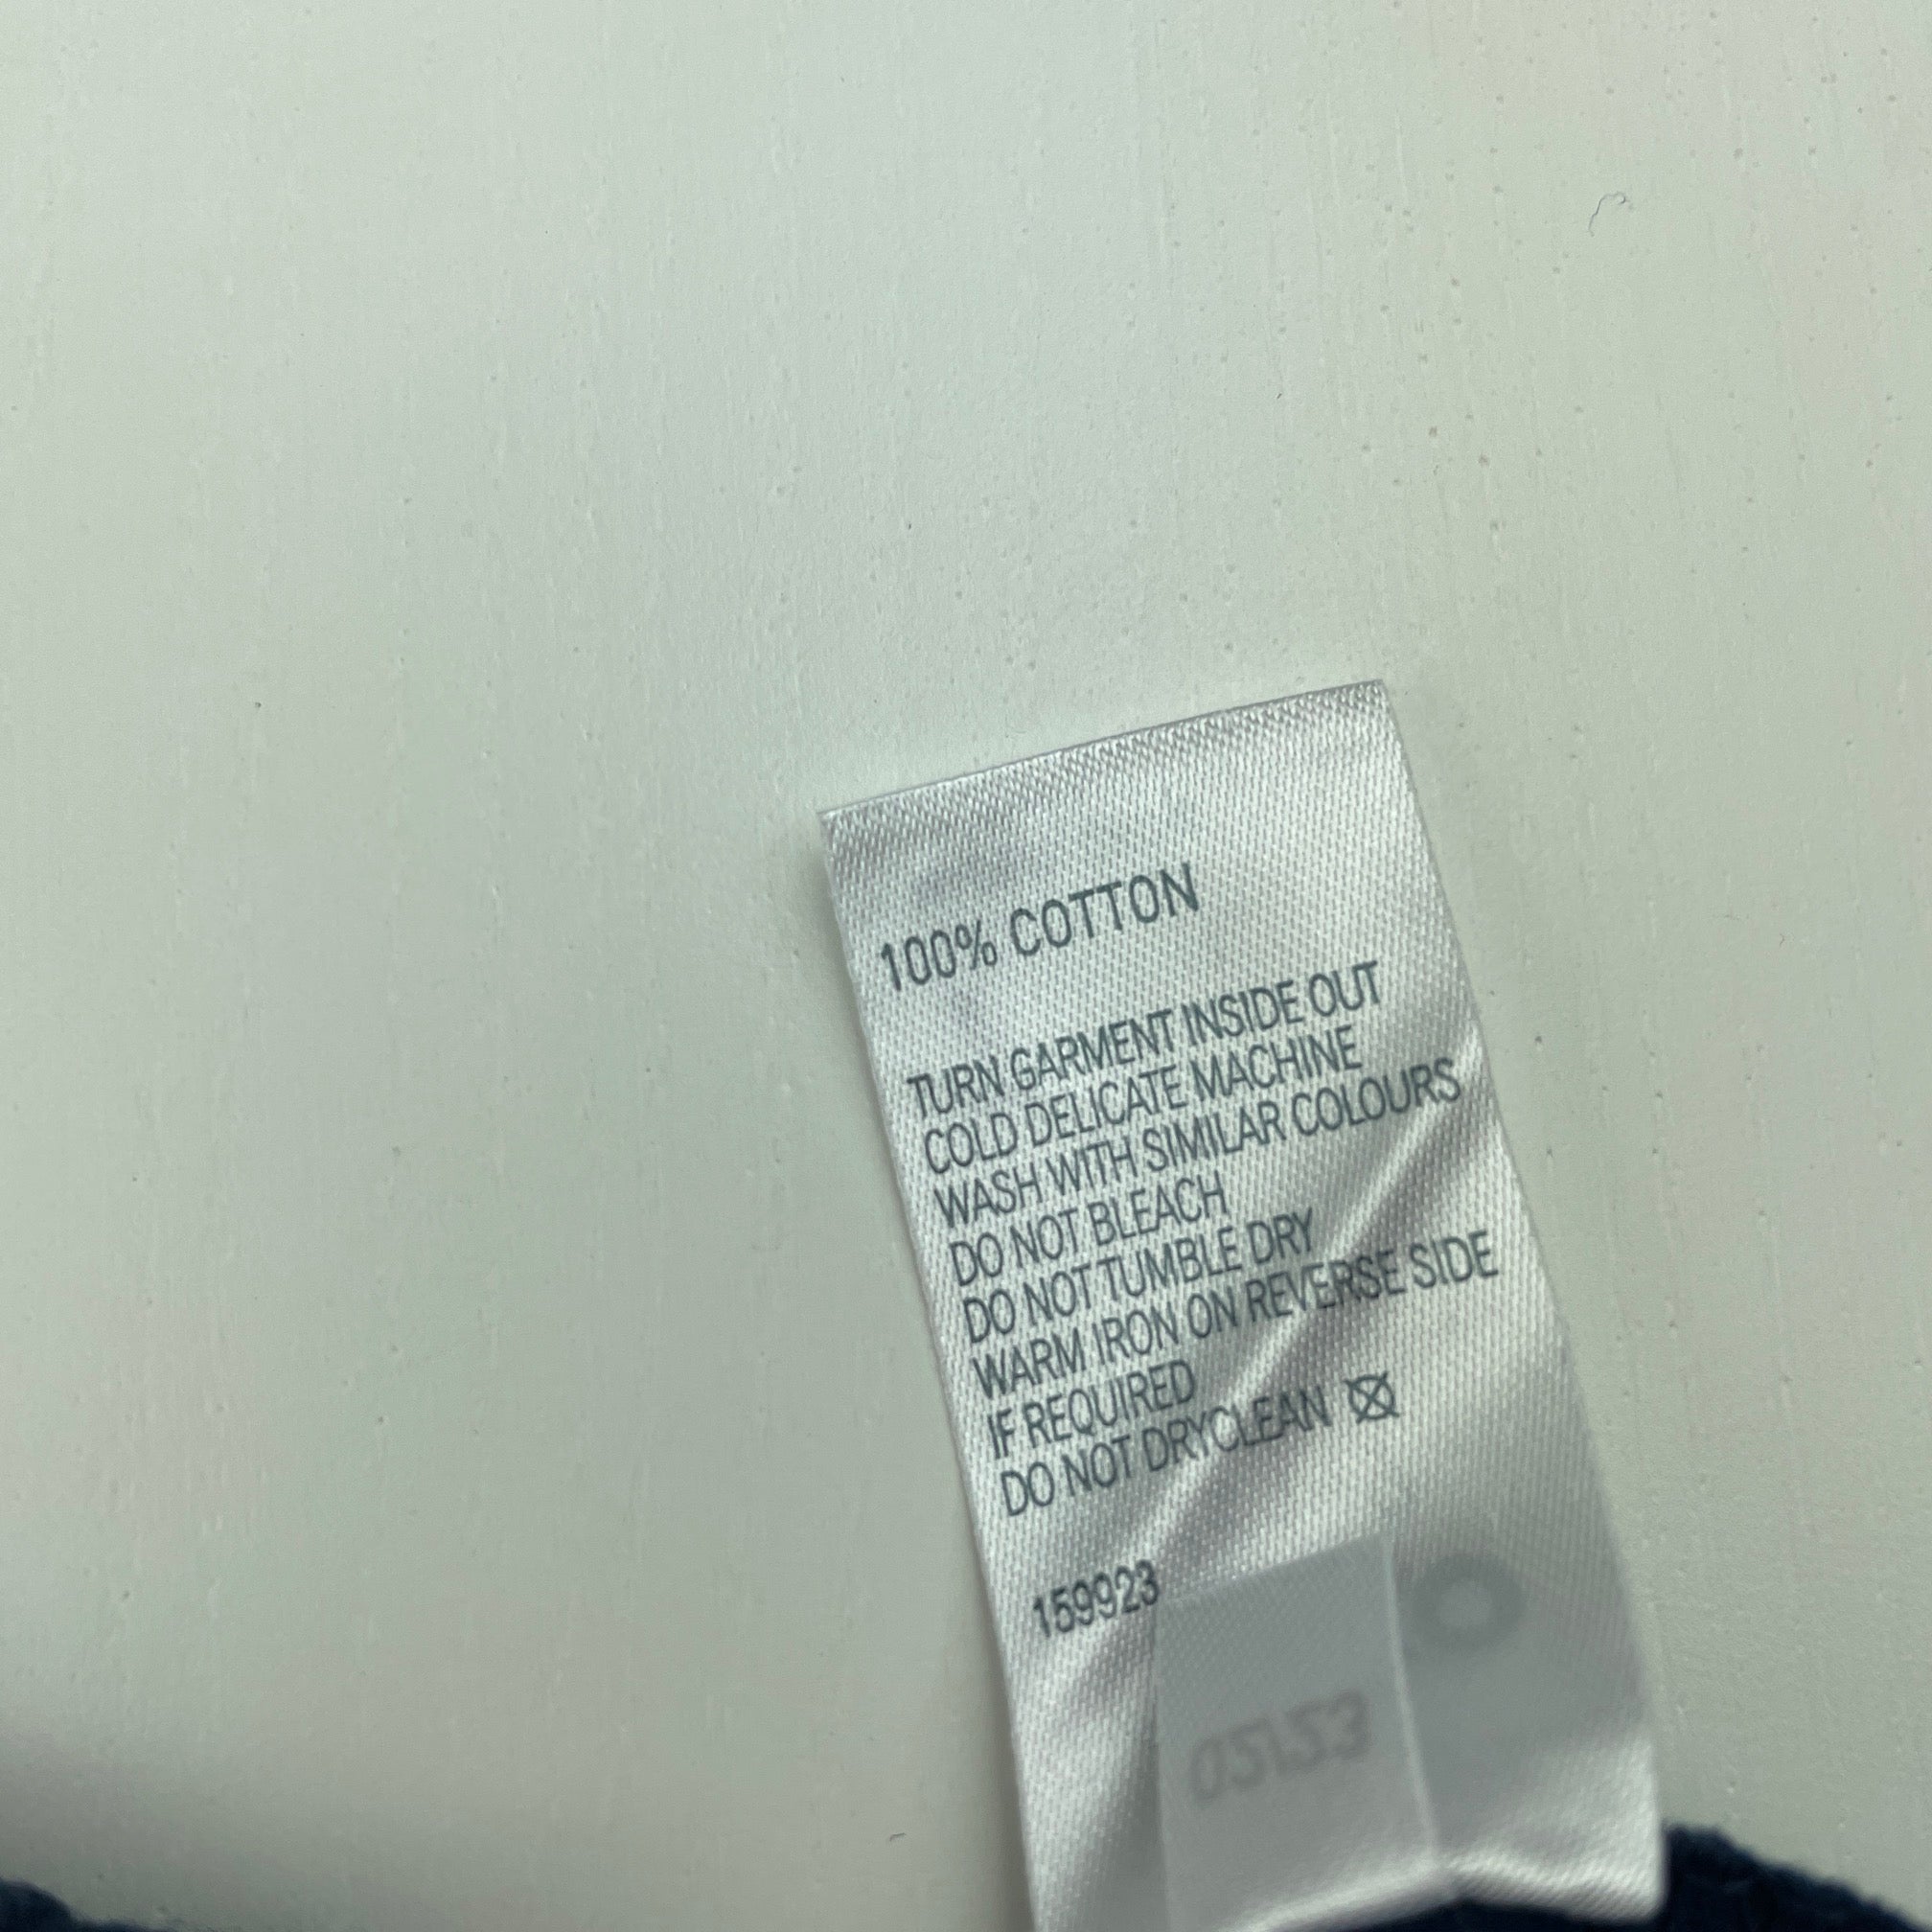 100% COTTON
TURN GARMENT INSIDE OUT
COLD DELICATE MACHINE
WASH WITH SIMILAR COLOURS
DO NOT BLEACH
DO NOT TUMBLE DRY
WARM IRON ON REVERSE SIDE
IF REQUIRED
DO NOT DRYCLEAN
159923